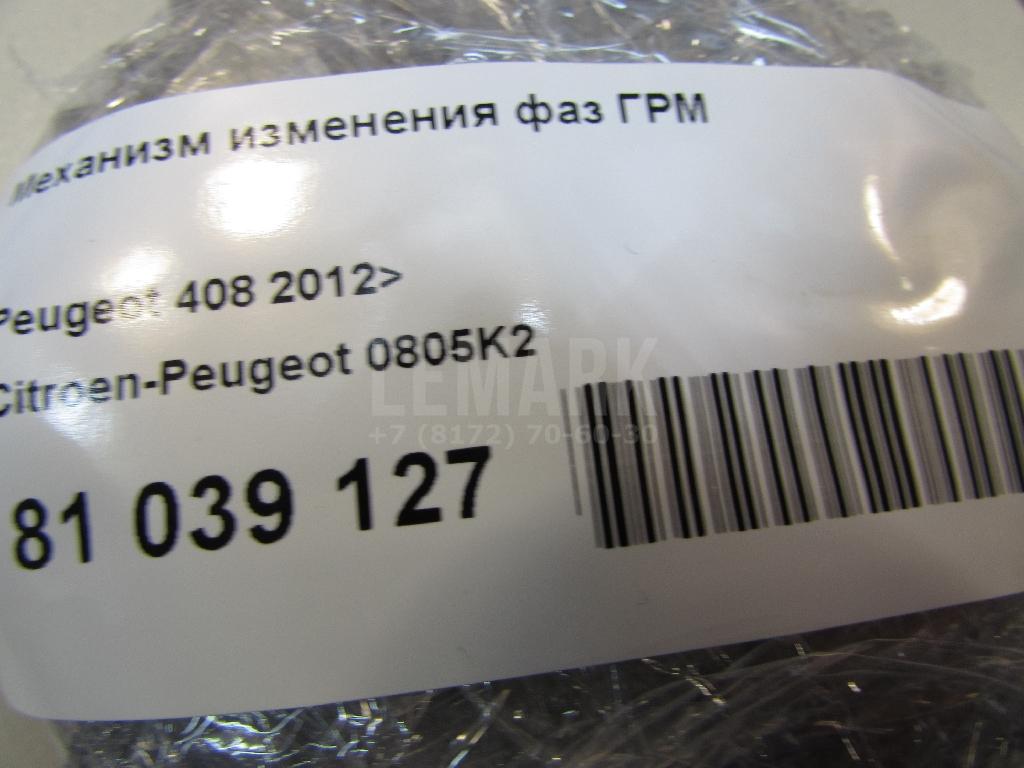 Механизм изменения фаз ГРМ
Peugeot 408 2012>
Citroen-Peugeot 0805K2
LEMARK
+7 (8172) 70-60-30
81 039 127